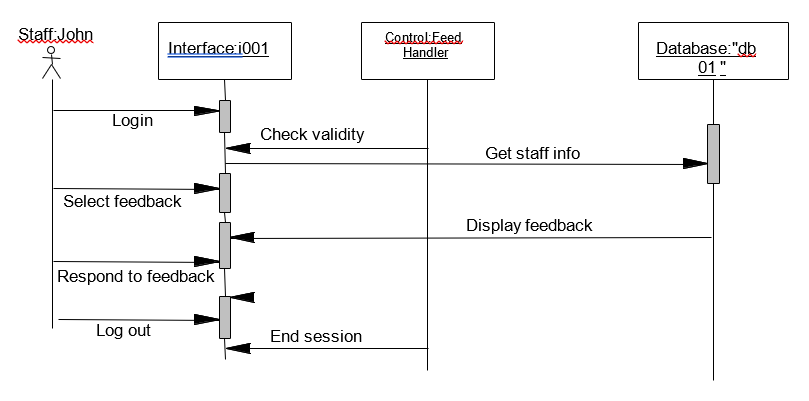 Staff:John
Interface:i001
Control:Feed
Handler
Database:"db
01"
Login
Check validity
Get staff info
Select feedback
Display feedback
Respond to feedback
Log out
End session